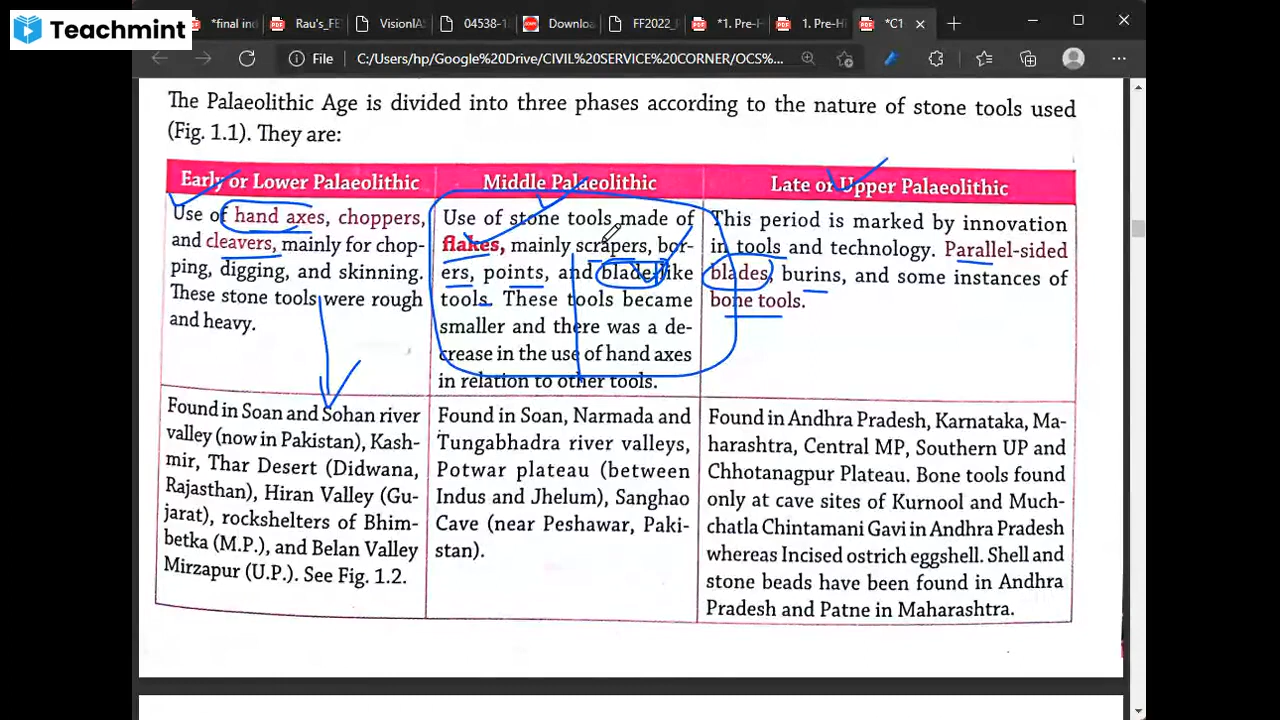 Teachmint
*final in
Rau's_FE
VisionIA
04538-1
Downloa
FF2022_I
*1. Pre-H
1. Pre-Hi
*C1
File
C:/Users/hp/Google%20Drive/CIVIL%20SERVICE%20CORNER/OCS%...
The Palaeolithic Age is divided into three phases according to the nature of stone tools used
(Fig. 1.1). They are:
Early or Lower Palaeolithic
Use of hand axes, choppers,
and cleavers, mainly for chop-
ping, digging, and skinning.
These stone tools were rough
and heavy.
Middle Palaeolithic
Use of stone tools made of
flakes, mainly scrapers, bor-
ers, points, and blade like
tools. These tools became
smaller and there was a de-
crease in the use of hand axes
in relation to other tools.
Late or Upper Palaeolithic
This period is marked by innovation
in tools and technology. Parallel-sided
blades, burins, and some instances of
bone tools.
Found in Soan and Sohan river
valley (now in Pakistan), Kash-
mir, Thar Desert (Didwana,
Rajasthan), Hiran Valley (Gu-
jarat), rockshelters of Bhim-
betka (M.P.), and Belan Valley
Mirzapur (U.P.). See Fig. 1.2.
Found in Soan, Narmada and
Tungabhadra river valleys,
Potwar plateau (between
Indus and Jhelum), Sanghao
Cave (near Peshawar, Paki-
stan).
Found in Andhra Pradesh, Karnataka, Ma-
harashtra, Central MP, Southern UP and
Chhotanagpur Plateau. Bone tools found
only at cave sites of Kurnool and Much-
chatla Chintamani Gavi in Andhra Pradesh
whereas Incised ostrich eggshell. Shell and
stone beads have been found in Andhra
Pradesh and Patne in Maharashtra.